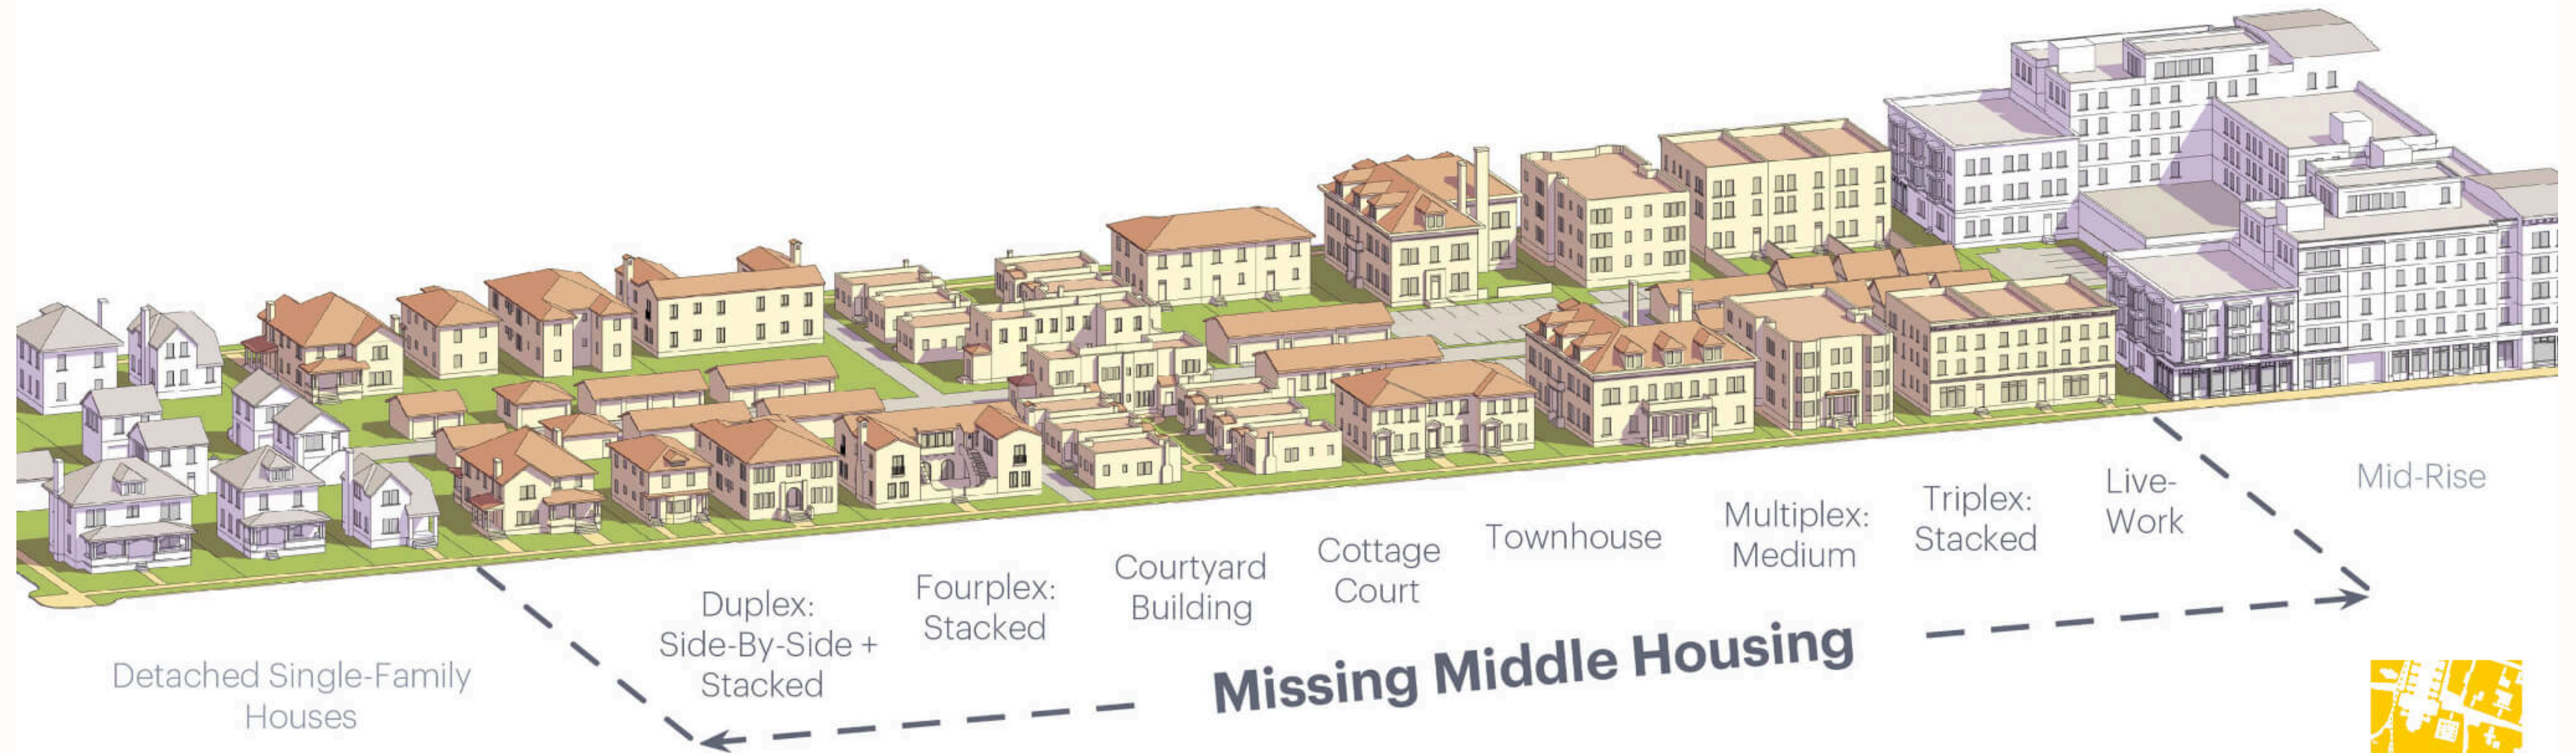 Detached Single-Family
Houses
Duplex:
Side-By-Side +
Stacked
Fourplex:
Stacked
Courtyard
Building
Cottage
Court
Townhouse
Multiplex:
Medium
Triplex:
Stacked
Live-
Work
Mid-Rise
Missing Middle Housing